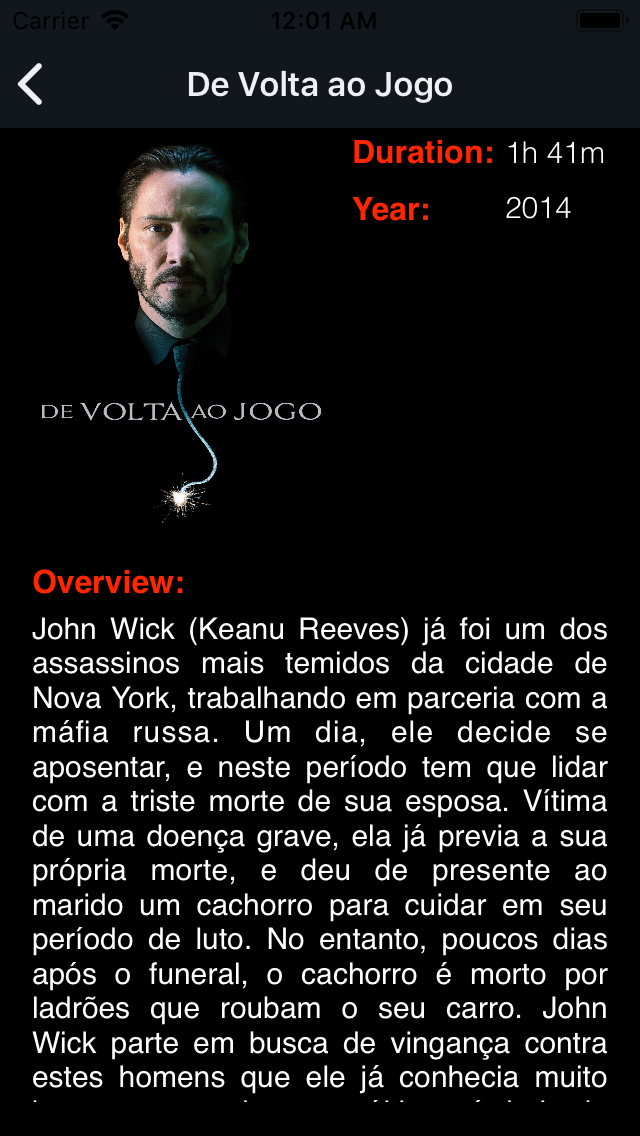 Carrier 12:01 AM
De Volta ao Jogo
Duration: 1h 41m
Year: 2014
DE VOLTA AO JOGO
Overview:
John Wick (Keanu Reeves) já foi um dos
assassinos mais temidos da cidade de
Nova York, trabalhando em parceria com a
máfia russa. Um dia, ele decide se
aposentar, e neste período tem que lidar
com a triste morte de sua esposa. Vítima
de uma doença grave, ela já previa a sua
própria morte, e deu de presente ao
marido um cachorro para cuidar em seu
período de luto. No entanto, poucos dias
após o funeral, o cachorro é morto por
ladrões que roubam o seu carro. John
Wick parte em busca de vingança contra
estes homens que ele já conhecia muito